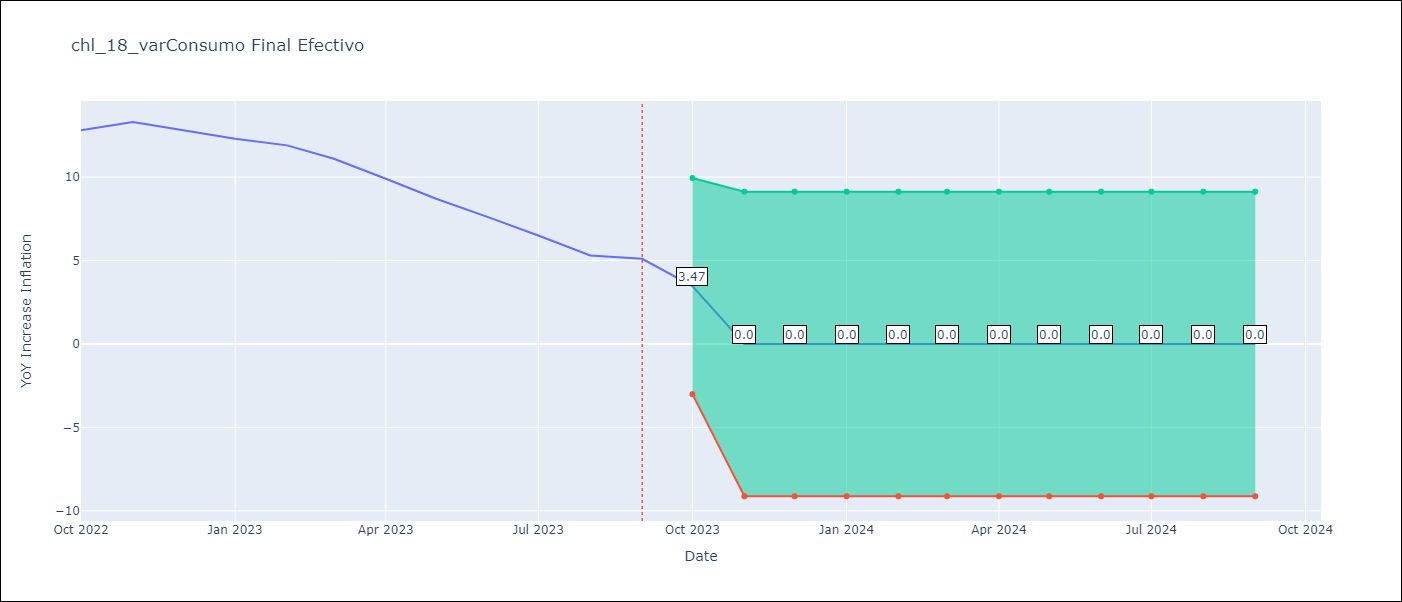 chl_18_varConsumo Final Efectivo
YoY Increase Inflation
10
5
0
−5
−10
3.47
0.0
0.0
0.0
0.0
0.0
0.0
0.0
0.0
0.0
0.0
0.0
Oct 2022
Jan 2023
Apr 2023
Jul 2023
Oct 2023
Jan 2024
Apr 2024
Jul 2024
Oct 2024
Date